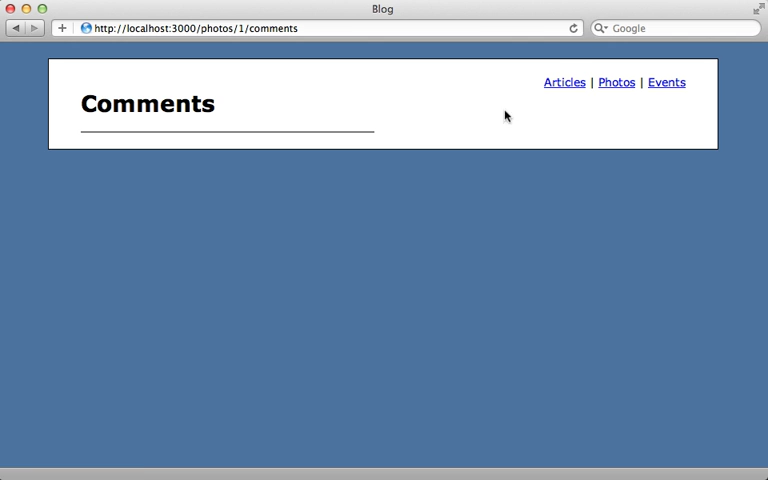 Blog
http://localhost:3000/photos/1/comments
Google
Articles | Photos | Events
Comments